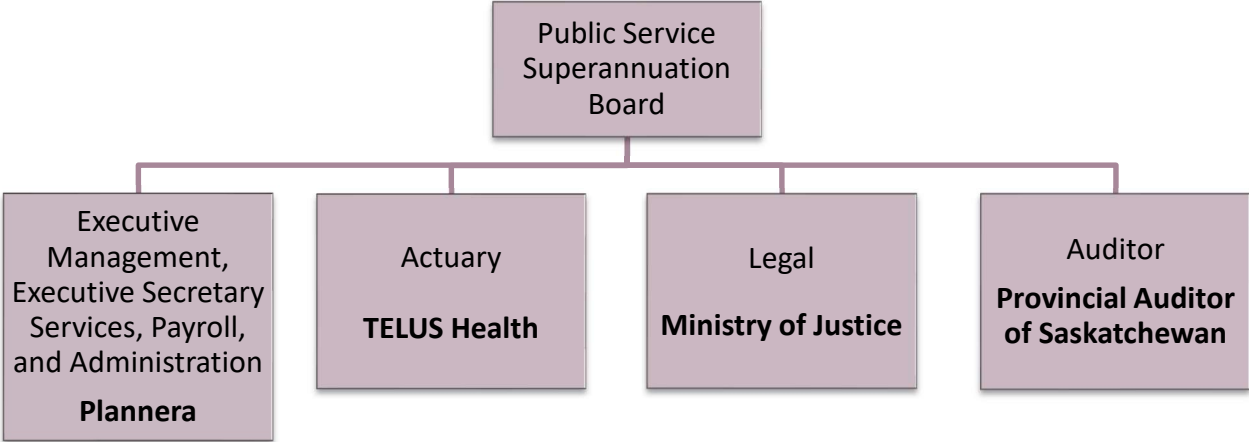 Public Service
Superannuation
Board
Executive
Management,
Executive Secretary
Services, Payroll,
and Administration
Plannera
Actuary
TELUS Health
Legal
Ministry of Justice
Auditor
Provincial Auditor
of Saskatchewan